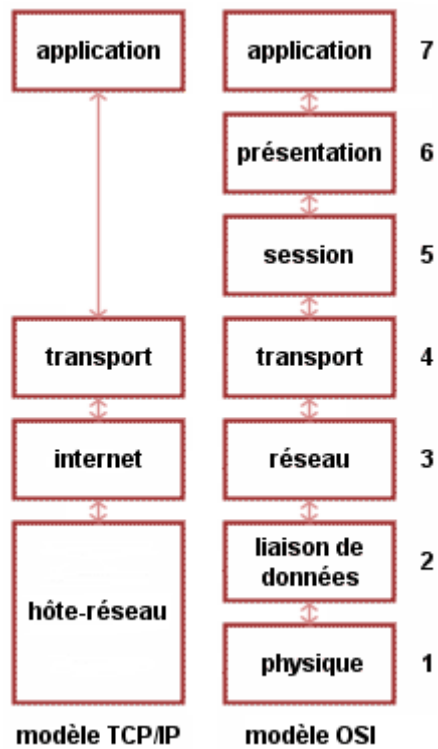 application application 7
présentation 6
session 5
transport transport 4
internet réseau 3
liaison de
données 2
hôte-réseau
physique 1
modèle TCP/IP modèle OSI